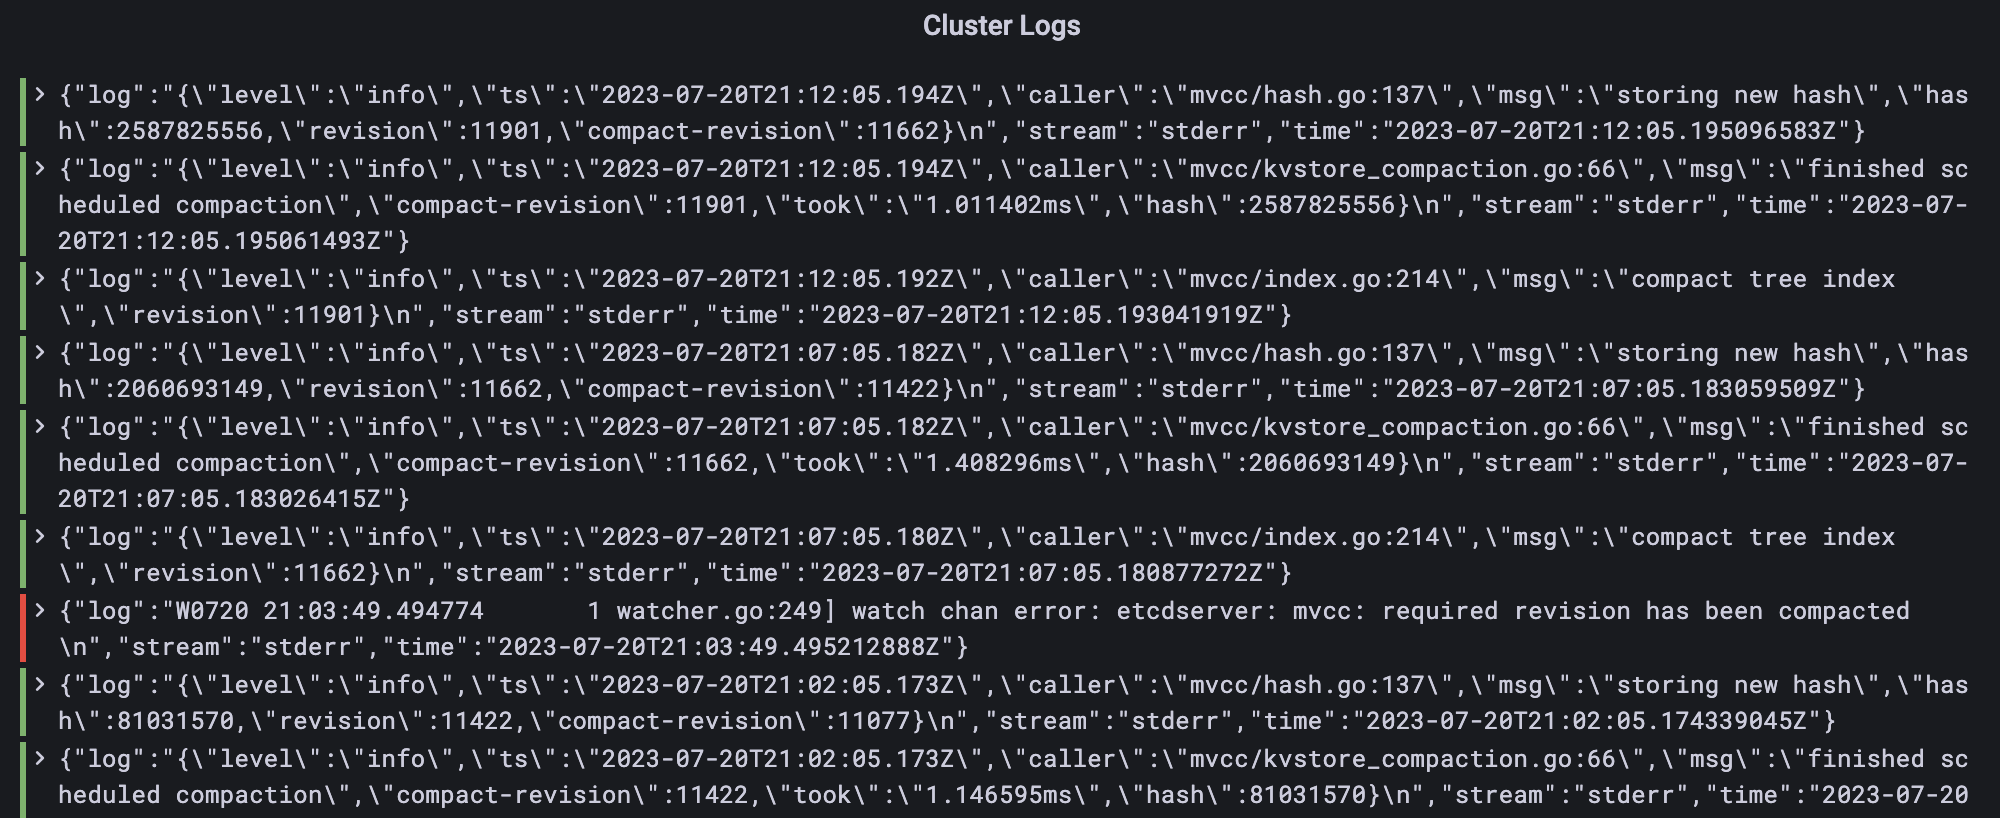 Cluster Logs
{"log":"{\"level\":\"info\",\"ts\":\"2023-07-20T21:12:05.194Z\",\"caller\":\"mvcc/hash.go:137\",\"msg\":\"storing new hash\",\"has
h\":2587825556,\"revision\":11901,\"compact-revision\":11662}\n","stream":"stderr","time":"2023-07-20T21:12:05.195096583Z"}
{"log":"{\"level\":\"info\",\"ts\":\"2023-07-20T21:12:05.194Z\",\"caller\":\"mvcc/kvstore_compaction.go:66\",\"msg\":\"finished sc
heduled compaction\",\"compact-revision\":11901,\"took\":\"1.011402ms\",\"hash\":2587825556}\n","stream":"stderr","time":"2023-07-
20T21:12:05.195061493Z"}
{"log":"{\"level\":\"info\",\"ts\":\"2023-07-20T21:12:05.192Z\",\"caller\":\"mvcc/index.go:214\",\"msg\":\"compact tree index
\",\"revision\":11901}\n","stream":"stderr","time":"2023-07-20T21:12:05.193041919Z"}
{"log":"{\"level\":\"info\",\"ts\":\"2023-07-20T21:07:05.182Z\",\"caller\":\"mvcc/hash.go:137\",\"msg\":\"storing new hash\",\"has
h\":2060693149,\"revision\":11662,\"compact-revision\":11422}\n","stream":"stderr","time":"2023-07-20T21:07:05.183059509Z"}
{"log":"{\"level\":\"info\",\"ts\":\"2023-07-20T21:07:05.182Z\",\"caller\":\"mvcc/kvstore_compaction.go:66\",\"msg\":\"finished sc
heduled compaction\",\"compact-revision\":11662,\"took\":\"1.408296ms\",\"hash\":2060693149}\n","stream":"stderr","time":"2023-07-
20T21:07:05.183026415Z"}
{"log":"{\"level\":\"info\",\"ts\":\"2023-07-20T21:07:05.180Z\",\"caller\":\"mvcc/index.go:214\",\"msg\":\"compact tree index
\",\"revision\":11662}\n","stream":"stderr","time":"2023-07-20T21:07:05.180877272Z"}
{"log":"W0720 21:03:49.494774       1 watcher.go:249] watch chan error: etcdserver: mvcc: required revision has been compacted
\n","stream":"stderr","time":"2023-07-20T21:03:49.495212888Z"}
{"log":"{\"level\":\"info\",\"ts\":\"2023-07-20T21:02:05.173Z\",\"caller\":\"mvcc/hash.go:137\",\"msg\":\"storing new hash\",\"has
h\":81031570,\"revision\":11422,\"compact-revision\":11077}\n","stream":"stderr","time":"2023-07-20T21:02:05.174339045Z"}
{"log":"{\"level\":\"info\",\"ts\":\"2023-07-20T21:02:05.173Z\",\"caller\":\"mvcc/kvstore_compaction.go:66\",\"msg\":\"finished sc
heduled compaction\",\"compact-revision\":11422,\"took\":\"1.146595ms\",\"hash\":81031570}\n","stream":"stderr","time":"2023-07-20